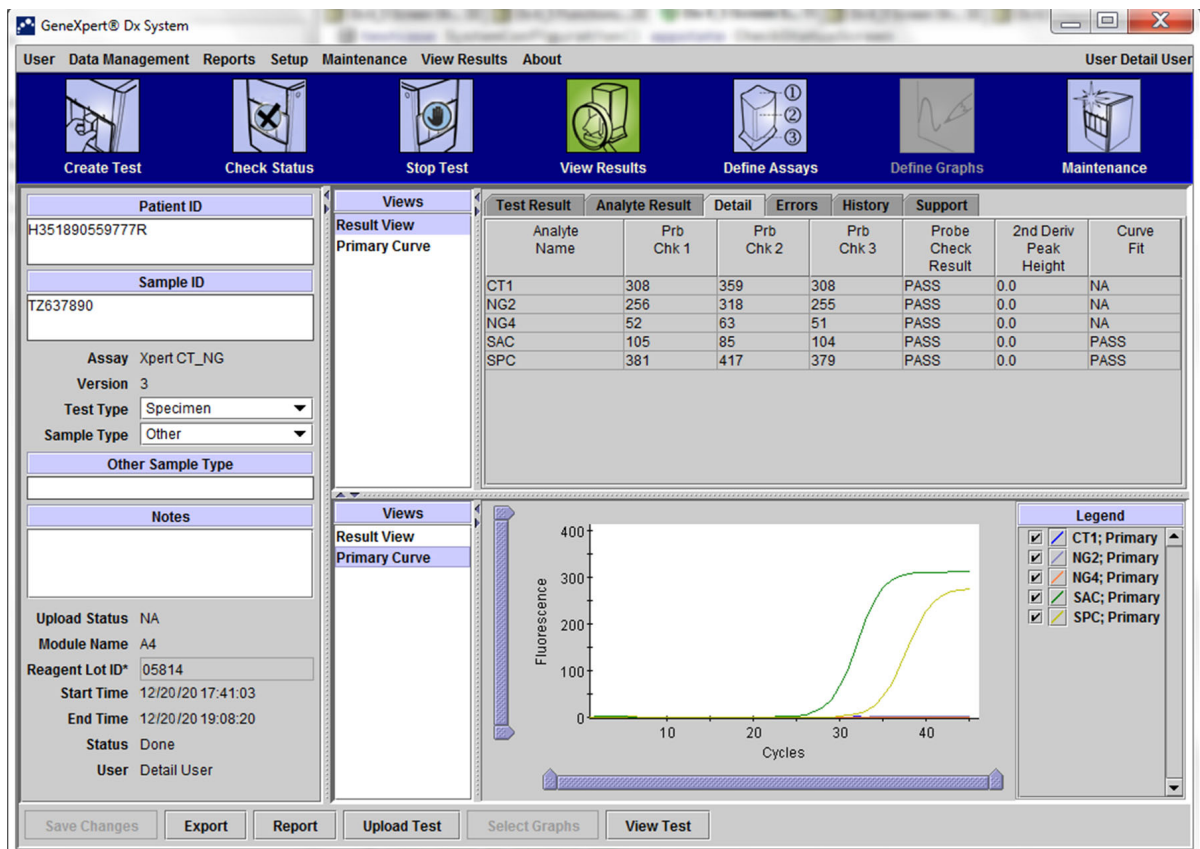 GeneXpert® Dx System
User Data Management Reports Setup Maintenance View Results About User Detail User
Create Test Check Status Stop Test View Results Define Assays Define Graphs Maintenance
① ② ③
Patient ID
H351890559777R
Sample ID
TZ637890
Assay Xpert CT_NG
Version 3
Test Type Specimen
Sample Type Other
Other Sample Type
Notes
Upload Status NA
Module Name A4
Reagent Lot ID* 05814
Start Time 12/20/20 17:41:03
End Time 12/20/20 19:08:20
Status Done
User Detail User
Views
Result View
Primary Curve
Test Result Analyte Result Detail Errors History Support
Analyte Name Prb Chk 1 Prb Chk 2 Prb Chk 3 Probe Check Result 2nd Deriv Peak Height Curve Fit
CT1 308 359 308 PASS 0.0 NA
NG2 256 318 255 PASS 0.0 NA
NG4 52 63 51 PASS 0.0 NA
SAC 105 85 104 PASS 0.0 PASS
SPC 381 417 379 PASS 0.0 PASS
Views
Result View
Primary Curve
Fluorescence
400
300
200
100
0
10 20 30 40
Cycles
Legend
CT1; Primary
NG2; Primary
NG4; Primary
SAC; Primary
SPC; Primary
Save Changes Export Report Upload Test Select Graphs View Test